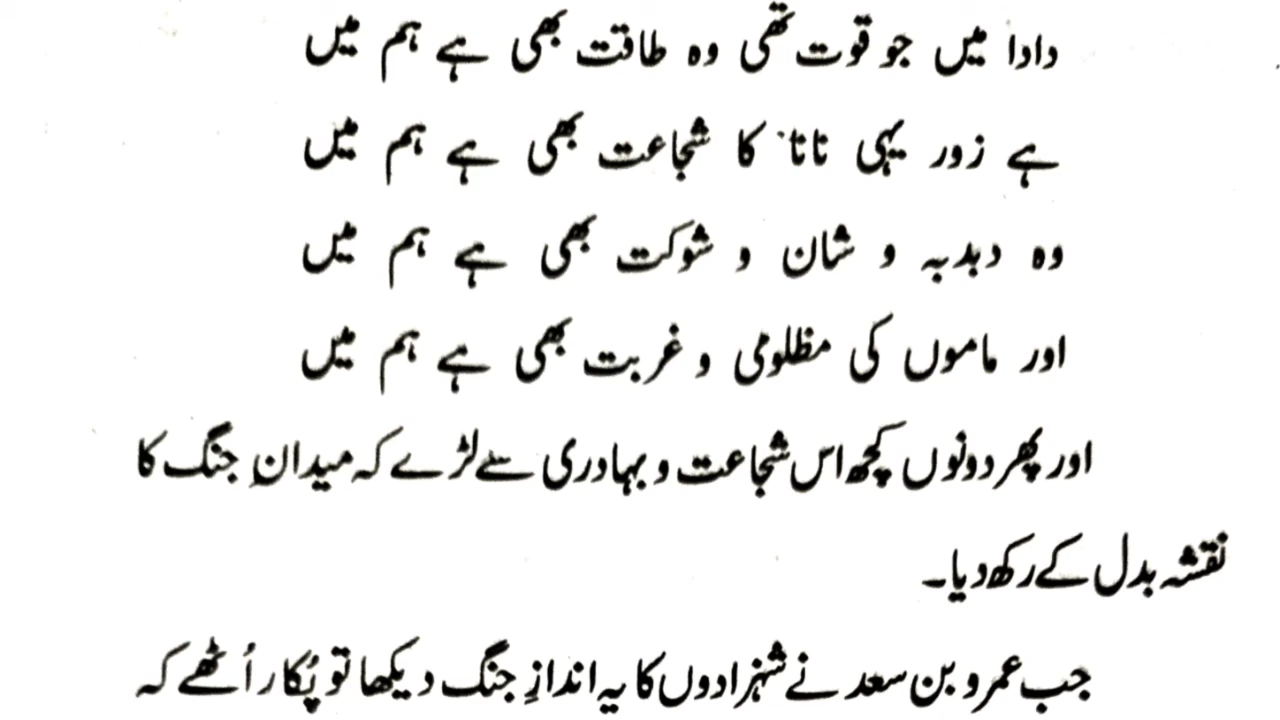 دادا میں جو قوت تھی وہ طاقت بھی ہے ہم میں
ہے زور یہی نانا کا شجاعت بھی ہے ہم میں
وہ دبدبہ و شان و شوکت بھی ہے ہم میں
اور ماموں کی مظلومی و غربت بھی ہے ہم میں
اور پھر دونوں کچھ اس شجاعت و بہادری سے لڑے کہ میدانِ جنگ کا
نقشہ بدل کے رکھ دیا۔
جب عمرو بن سعد نے شہزادوں کا یہ اندازِ جنگ دیکھا تو پُکار اُٹھے کہ